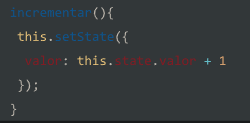 incrementar(){
this.setState({
valor: this.state.valor + 1
});
}